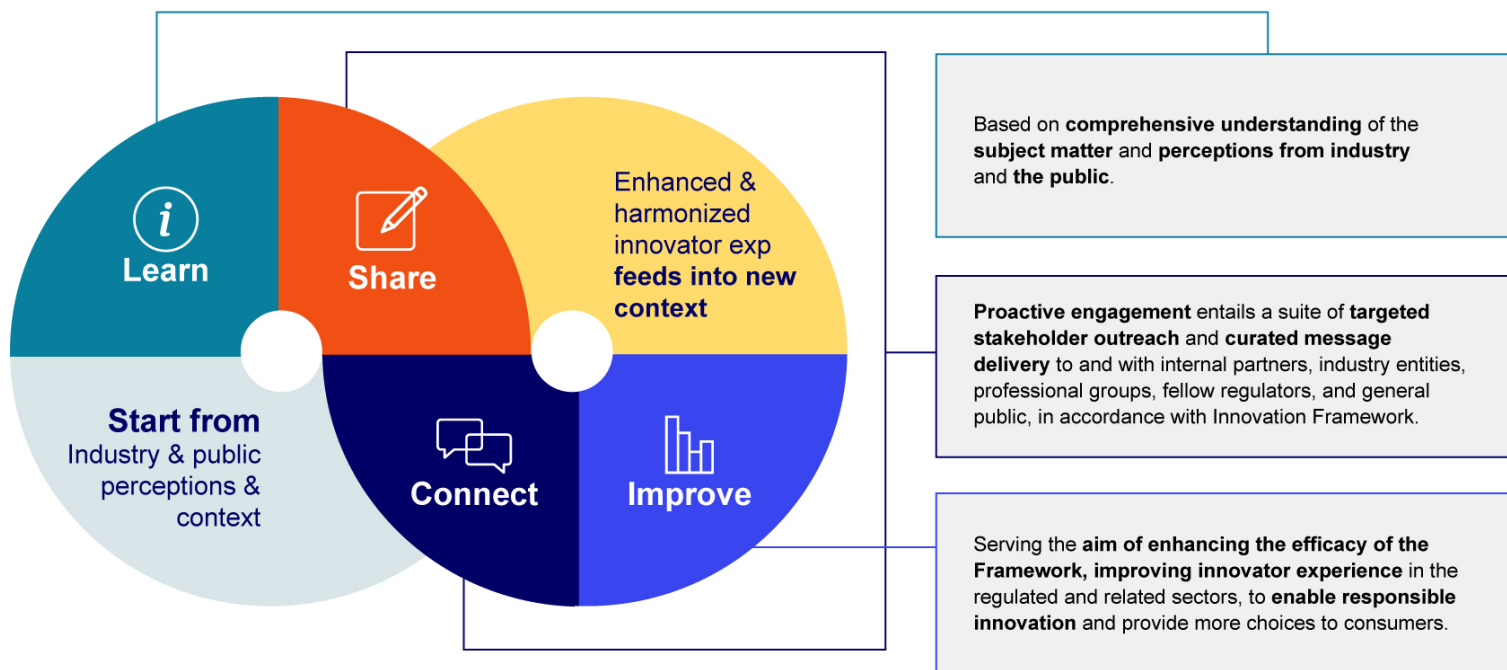 Learn
Share
Enhanced &
harmonized
innovator exp
feeds into new
context
Start from
Industry & public
perceptions &
context
Connect
Improve
Based on comprehensive understanding of the
subject matter and perceptions from industry
and the public.
Proactive engagement entails a suite of targeted
stakeholder outreach and curated message
delivery to and with internal partners, industry entities,
professional groups, fellow regulators, and general
public, in accordance with Innovation Framework.
Serving the aim of enhancing the efficacy of the
Framework, improving innovator experience in the
regulated and related sectors, to enable responsible
innovation and provide more choices to consumers.